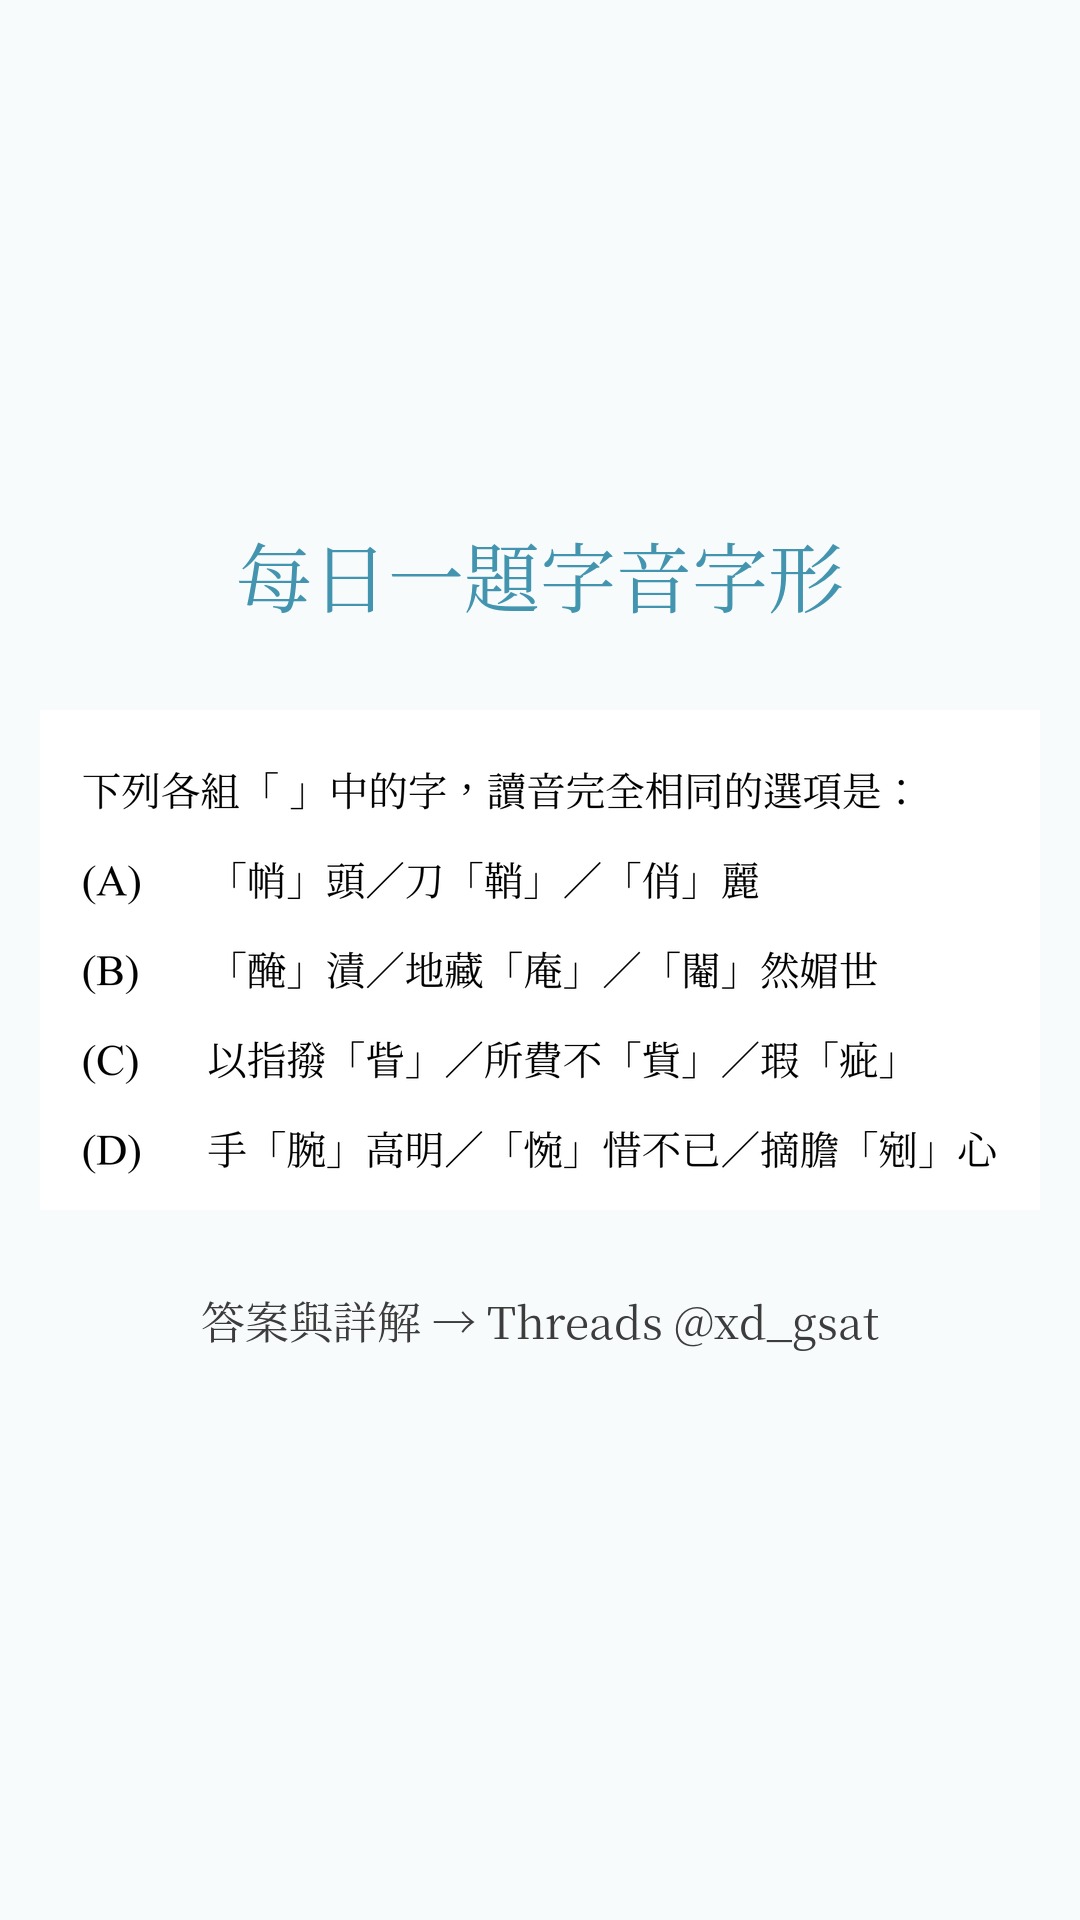 每日一題字音字形
下列各組「 」中的字，讀音完全相同的選項是：
(A) 「帩」頭／刀「鞘」／「俏」麗
(B) 「醃」漬／地藏「庵」／「閹」然媚世
(C) 以指撥「眥」／所費不「貲」／瑕「疵」
(D) 手「腕」高明／「惋」惜不已／摘膽「剜」心
答案與詳解 → Threads @xd_gsat